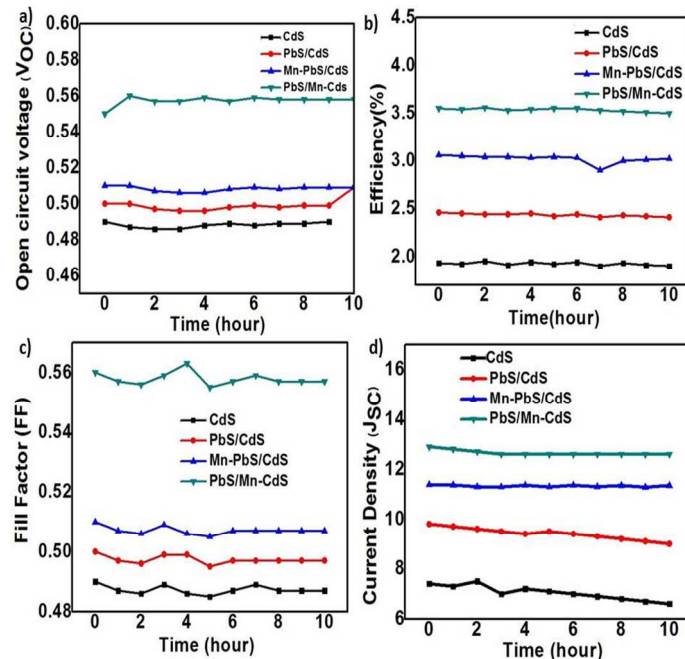 a)
Open circuit voltage (VOC)
0.60
0.56
0.52
0.50
0.48
0.46
CdS
PbS/CdS
Mn-PbS/CdS
PbS/Mn-Cds
0 2 4 6 8 10
Time (hour)
b)
Efficiency(%)
4.5
4.0
3.5
3.0
2.5
2.0
CdS
PbS/CdS
Mn-PbS/CdS
PbS/Mn-CdS
0 2 4 6 8 10
Time(hour)
c)
Fill Factor (FF)
0.56
0.52
0.50
0.48
CdS
PbS/CdS
Mn-PbS/CdS
PbS/Mn-CdS
0 2 4 6 8 10
Time (hour)
d)
Current Density (JSC)
16
14
12
10
8
6
CdS
PbS/CdS
Mn-PbS/CdS
PbS/Mn-CdS
0 2 4 6 8 10
Time (hour)